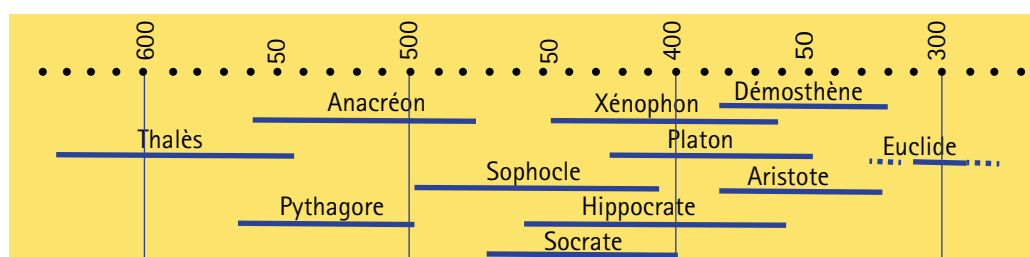 600 50 500 50 400 50 300
Démosthène
Anacréon Xénophon
Thalès Platon Euclide
Sophocle Aristote
Pythagore Hippocrate
Socrate